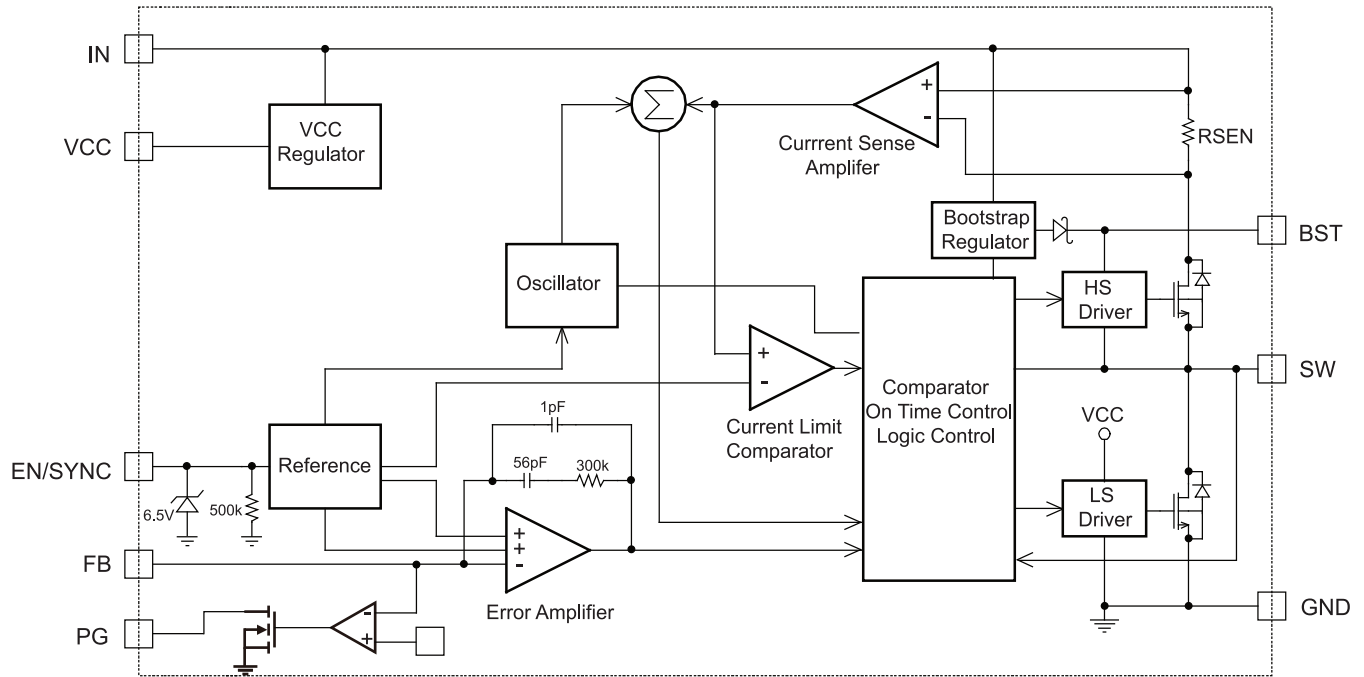 IN
VCC
VCC
Regulator
Σ
+
-
Currrent Sense
Amplifer
RSEN
Bootstrap
Regulator
BST
Oscillator
HS
Driver
+
-
Current Limit
Comparator
Comparator
On Time Control
Logic Control
SW
VCC
1pF
56pF
300k
EN/SYNC
Reference
6.5V
500k
LS
Driver
+
+
-
Error Amplifier
FB
PG
-
+
GND